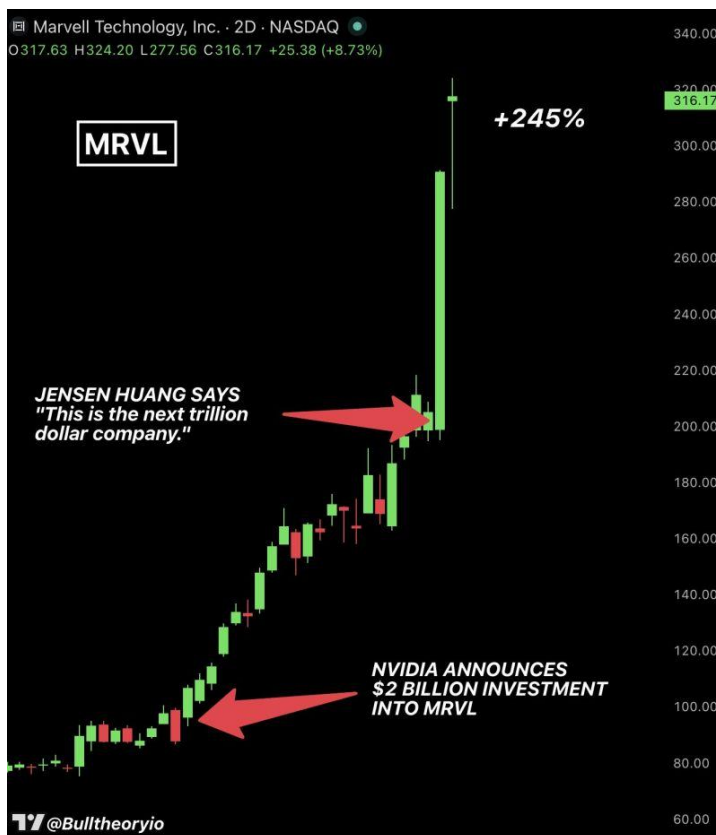 Marvell Technology, Inc. · 2D · NASDAQ
O317.63 H324.20 L277.56 C316.17 +25.38 (+8.73%)
340.00
320.00
316.17
+245%
MRVL
300.00
280.00
260.00
240.00
220.00
JENSEN HUANG SAYS
"This is the next trillion
dollar company."
200.00
180.00
160.00
140.00
120.00
NVIDIA ANNOUNCES
$2 BILLION INVESTMENT
INTO MRVL
100.00
80.00
60.00
@Bulltheoryio